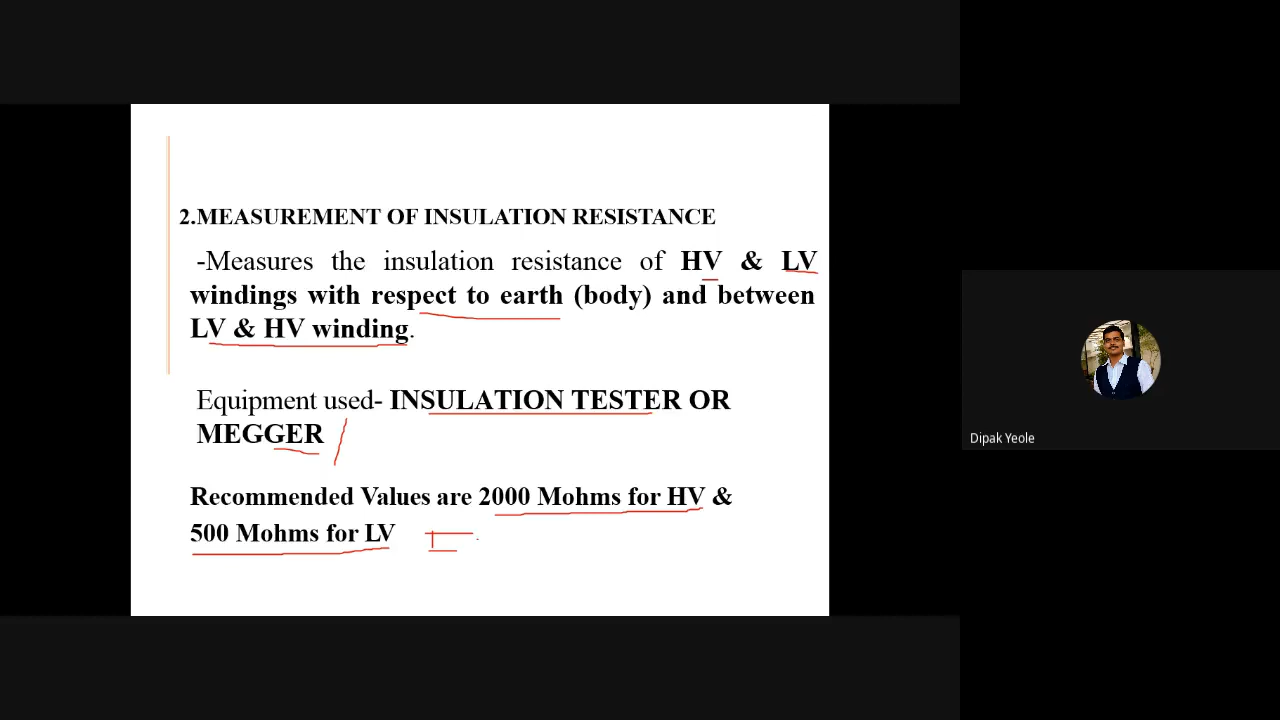 2.MEASUREMENT OF INSULATION RESISTANCE
-Measures the insulation resistance of HV & LV
windings with respect to earth (body) and between
LV & HV winding.
Equipment used- INSULATION TESTER OR
MEGGER
Recommended Values are 2000 Mohms for HV &
500 Mohms for LV
Dipak Yeole